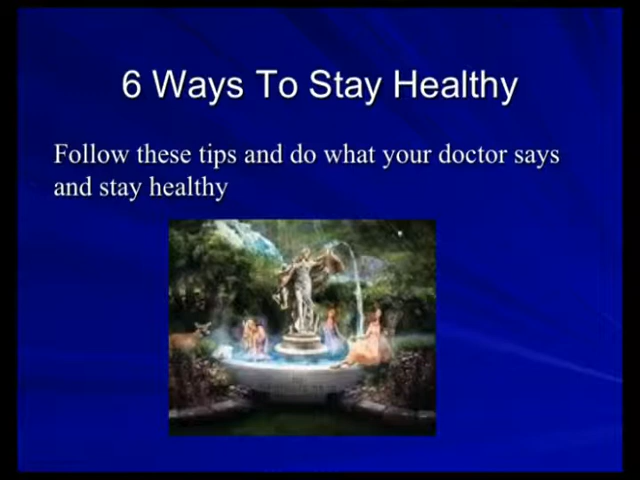 6 Ways To Stay Healthy
Follow these tips and do what your doctor says
and stay healthy